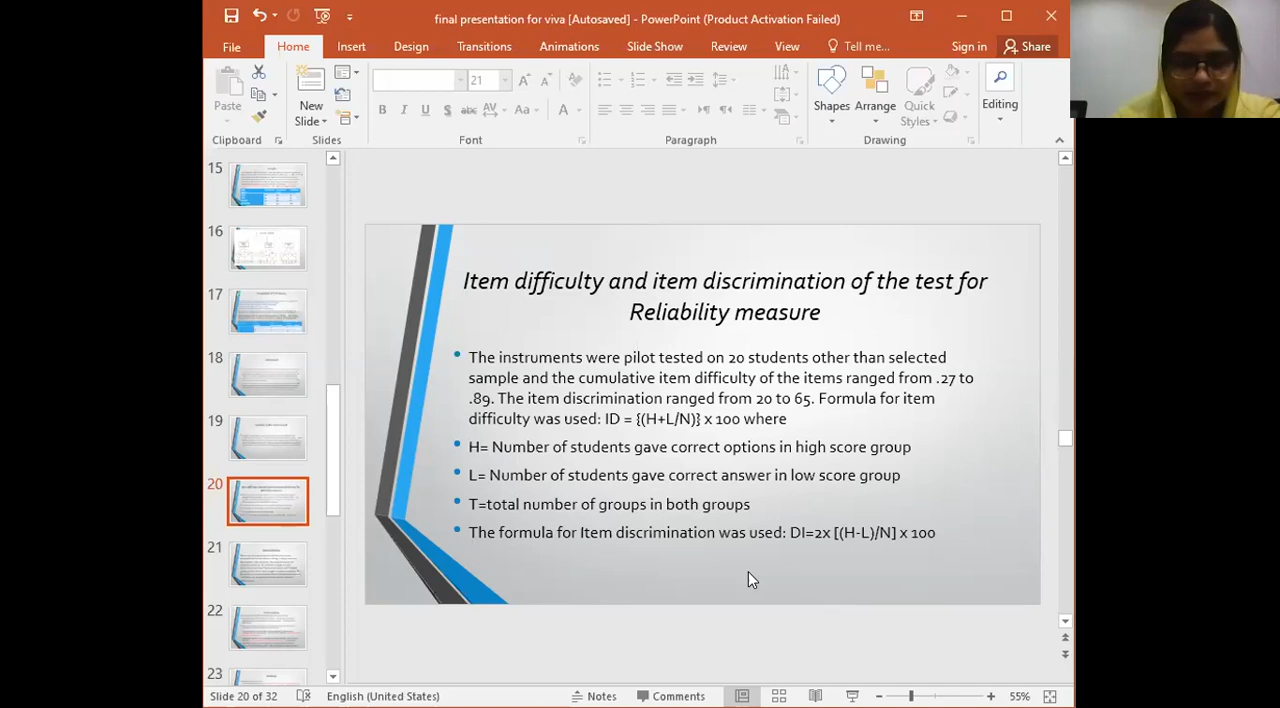 final presentation for viva [Autosaved] - PowerPoint (Product Activation Failed)
File Home Insert Design Transitions Animations Slide Show Review View Tell me... Sign in Share
Paste
New
Slide
21
B I U S abc AV Aa A
Shapes Arrange Quick
Styles
Editing
Clipboard Slides Font Paragraph Drawing
15
16
17
18
19
20
21
22
23
Item difficulty and item discrimination of the test for
Reliability measure
• The instruments were pilot tested on 20 students other than selected
sample and the cumulative item difficulty of the items ranged from .27 to
.89. The item discrimination ranged from 20 to 65. Formula for item
difficulty was used: ID = {(H+L/N)} x 100 where
• H= Number of students gave correct options in high score group
• L= Number of students gave correct answer in low score group
• T=total number of groups in both groups
• The formula for Item discrimination was used: DI=2x [(H-L)/N] x 100
Slide 20 of 32 English (United States) Notes Comments 55%